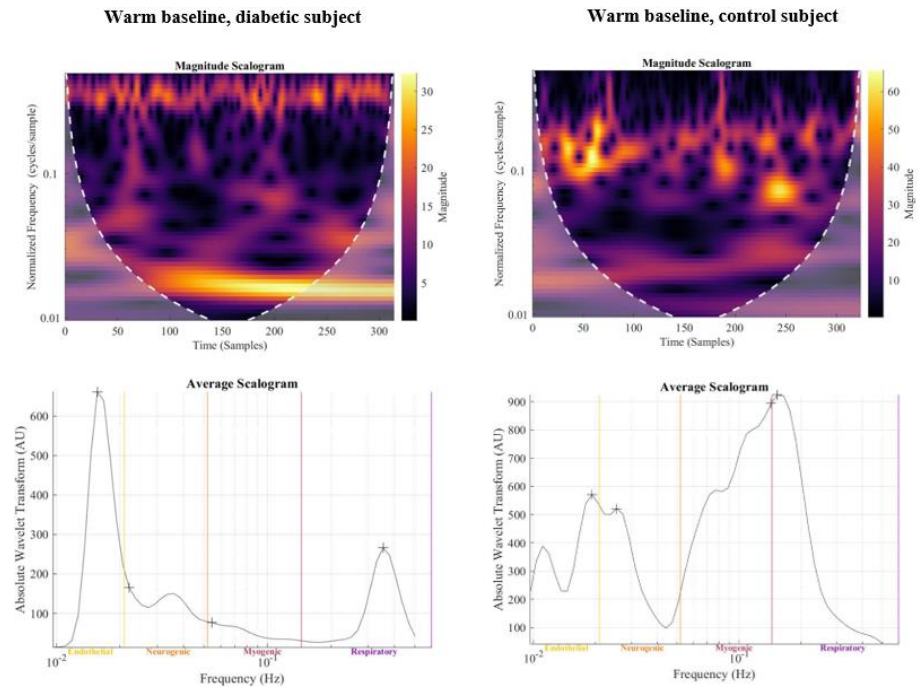 Warm baseline, diabetic subject
Magnitude Scalogram
Normalized Frequency (cycles/sample)
0.1
0.01
0 50 100 150 200 250 300
Time (Samples)
30
25
20
15
10
5
Magnitude
Average Scalogram
Absolute Wavelet Transform (AU)
600
500
400
300
200
100
10-2 10-1
Endothelial Neurogenic Myogenic Respiratory
Frequency (Hz)
Warm baseline, control subject
Magnitude Scalogram
Normalized Frequency (cycles/sample)
0.1
0.01
0 50 100 150 200 250 300
Time (Samples)
60
50
40
30
20
10
Magnitude
Average Scalogram
Absolute Wavelet Transform (AU)
900
800
700
600
500
400
300
200
100
10-2 10-1
Endothelial Neurogenic Myogenic Respiratory
Frequency (Hz)